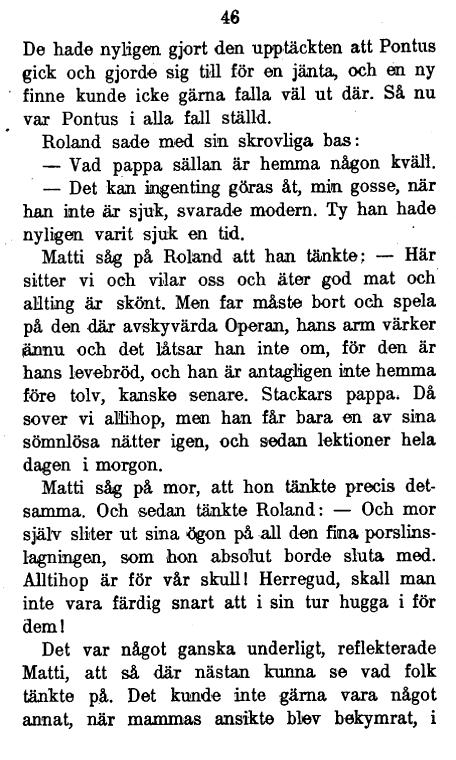 46
De hade nyligen gjort den upptäckten att Pontus
gick och gjorde sig till för en jänta, och en ny
finne kunde icke gärna falla väl ut där. Så nu
var Pontus i alla fall ställd.
Roland sade med sin skrovliga bas:
— Vad pappa sällan är hemma någon kväll.
— Det kan ingenting göras åt, min gosse, när
han inte är sjuk, svarade modern. Ty han hade
nyligen varit sjuk en tid.
Matti såg på Roland att han tänkte: — Här
sitter vi och vilar oss och äter god mat och
allting är skönt. Men far måste bort och spela
på den där avskyvärda Operan, hans arm värker
ännu och det låtsar han inte om, för den är
hans levebröd, och han är antagligen inte hemma
före tolv, kanske senare. Stackars pappa. Då
sover vi allihop, men han får bara en av sina
sömnlösa nätter igen, och sedan lektioner hela
dagen i morgon.
Matti såg på mor, att hon tänkte precis det-
samma. Och sedan tänkte Roland: — Och mor
själv sliter ut sina ögon på all den fina porslins-
lagningen, som hon absolut borde sluta med.
Alltihop är för vår skull! Herregud, skall man
inte vara färdig snart att i sin tur hugga i för
dem!
Det var något ganska underligt, reflekterade
Matti, att så där nästan kunna se vad folk
tänkte på. Det kunde inte gärna vara något
annat, när mammas ansikte blev bekymrat, i